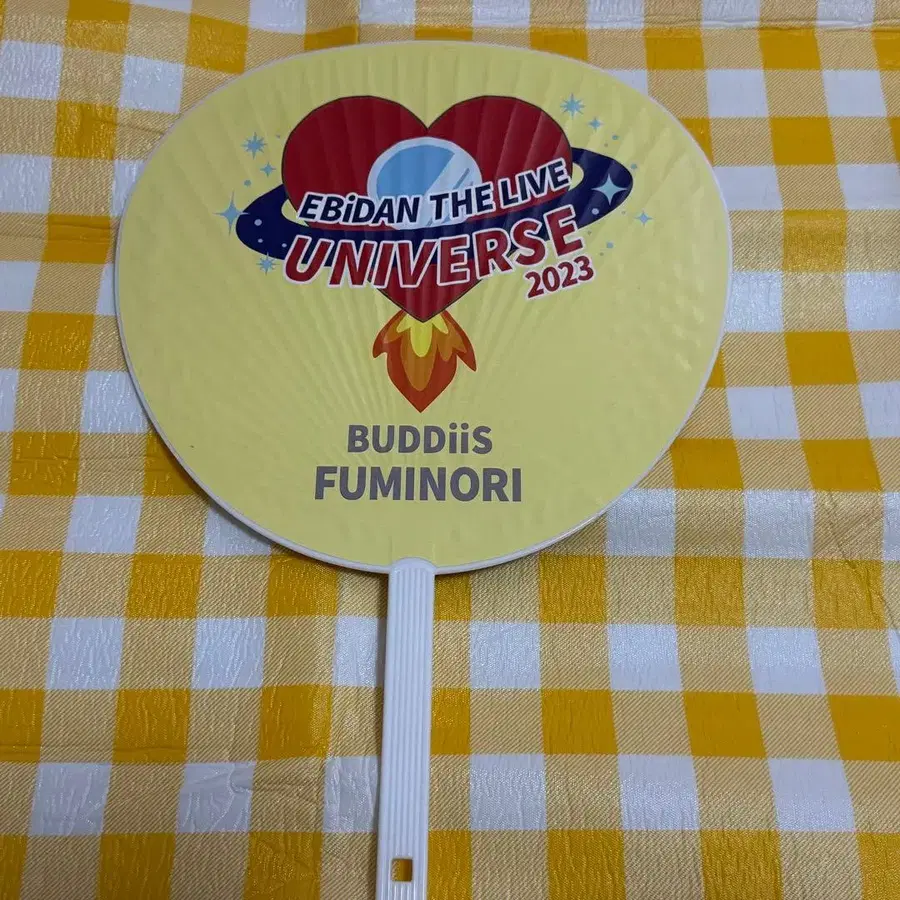 EBiDAN THE LIVE
UNIVERSE
2023
BUDDiiS
FUMINORI